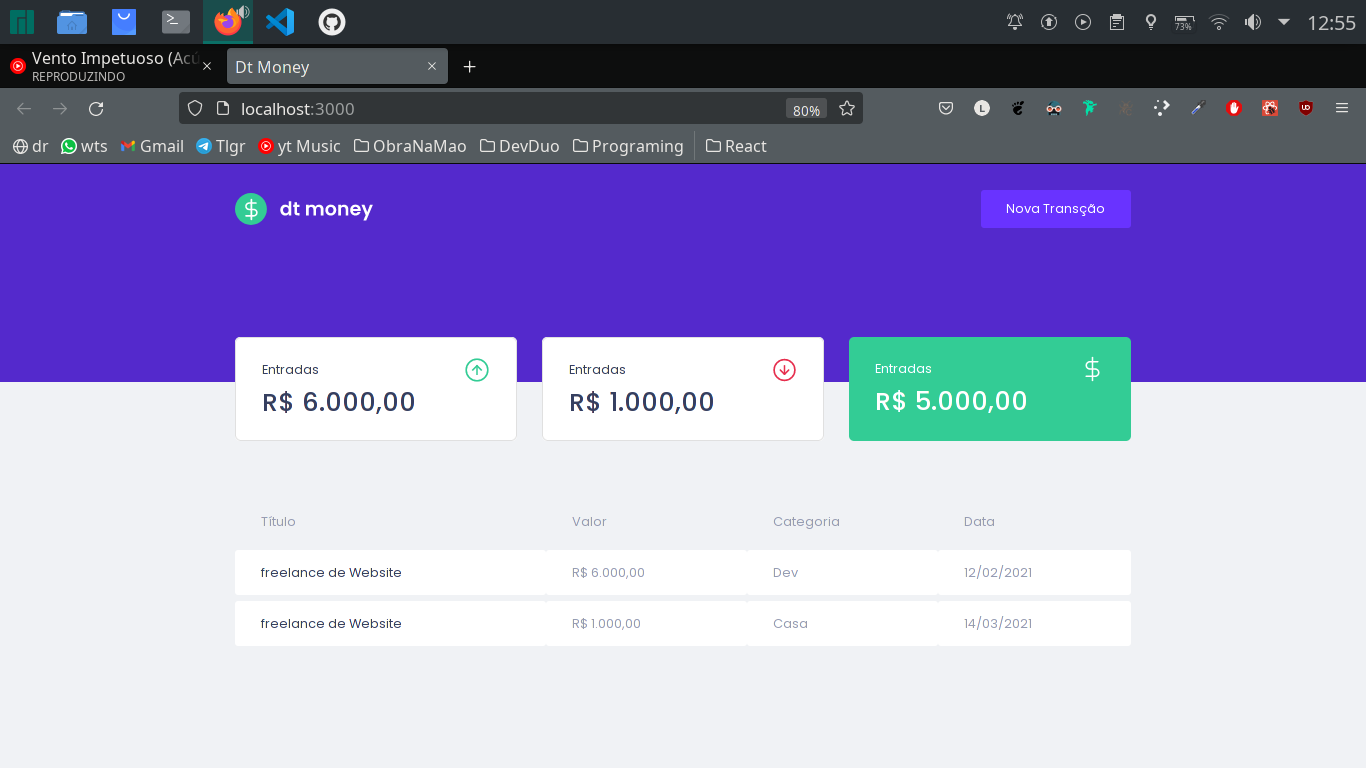 73%
12:55
Vento Impetuoso (Acú
REPRODUZINDO
Dt Money
localhost:3000
80%
dr
wts
Gmail
Tlgr
yt Music
ObraNaMao
DevDuo
Programing
React
dt money
Nova Transção
Entradas
R$ 6.000,00
Entradas
R$ 1.000,00
Entradas
R$ 5.000,00
Título Valor Categoria Data
freelance de Website R$ 6.000,00 Dev 12/02/2021
freelance de Website R$ 1.000,00 Casa 14/03/2021